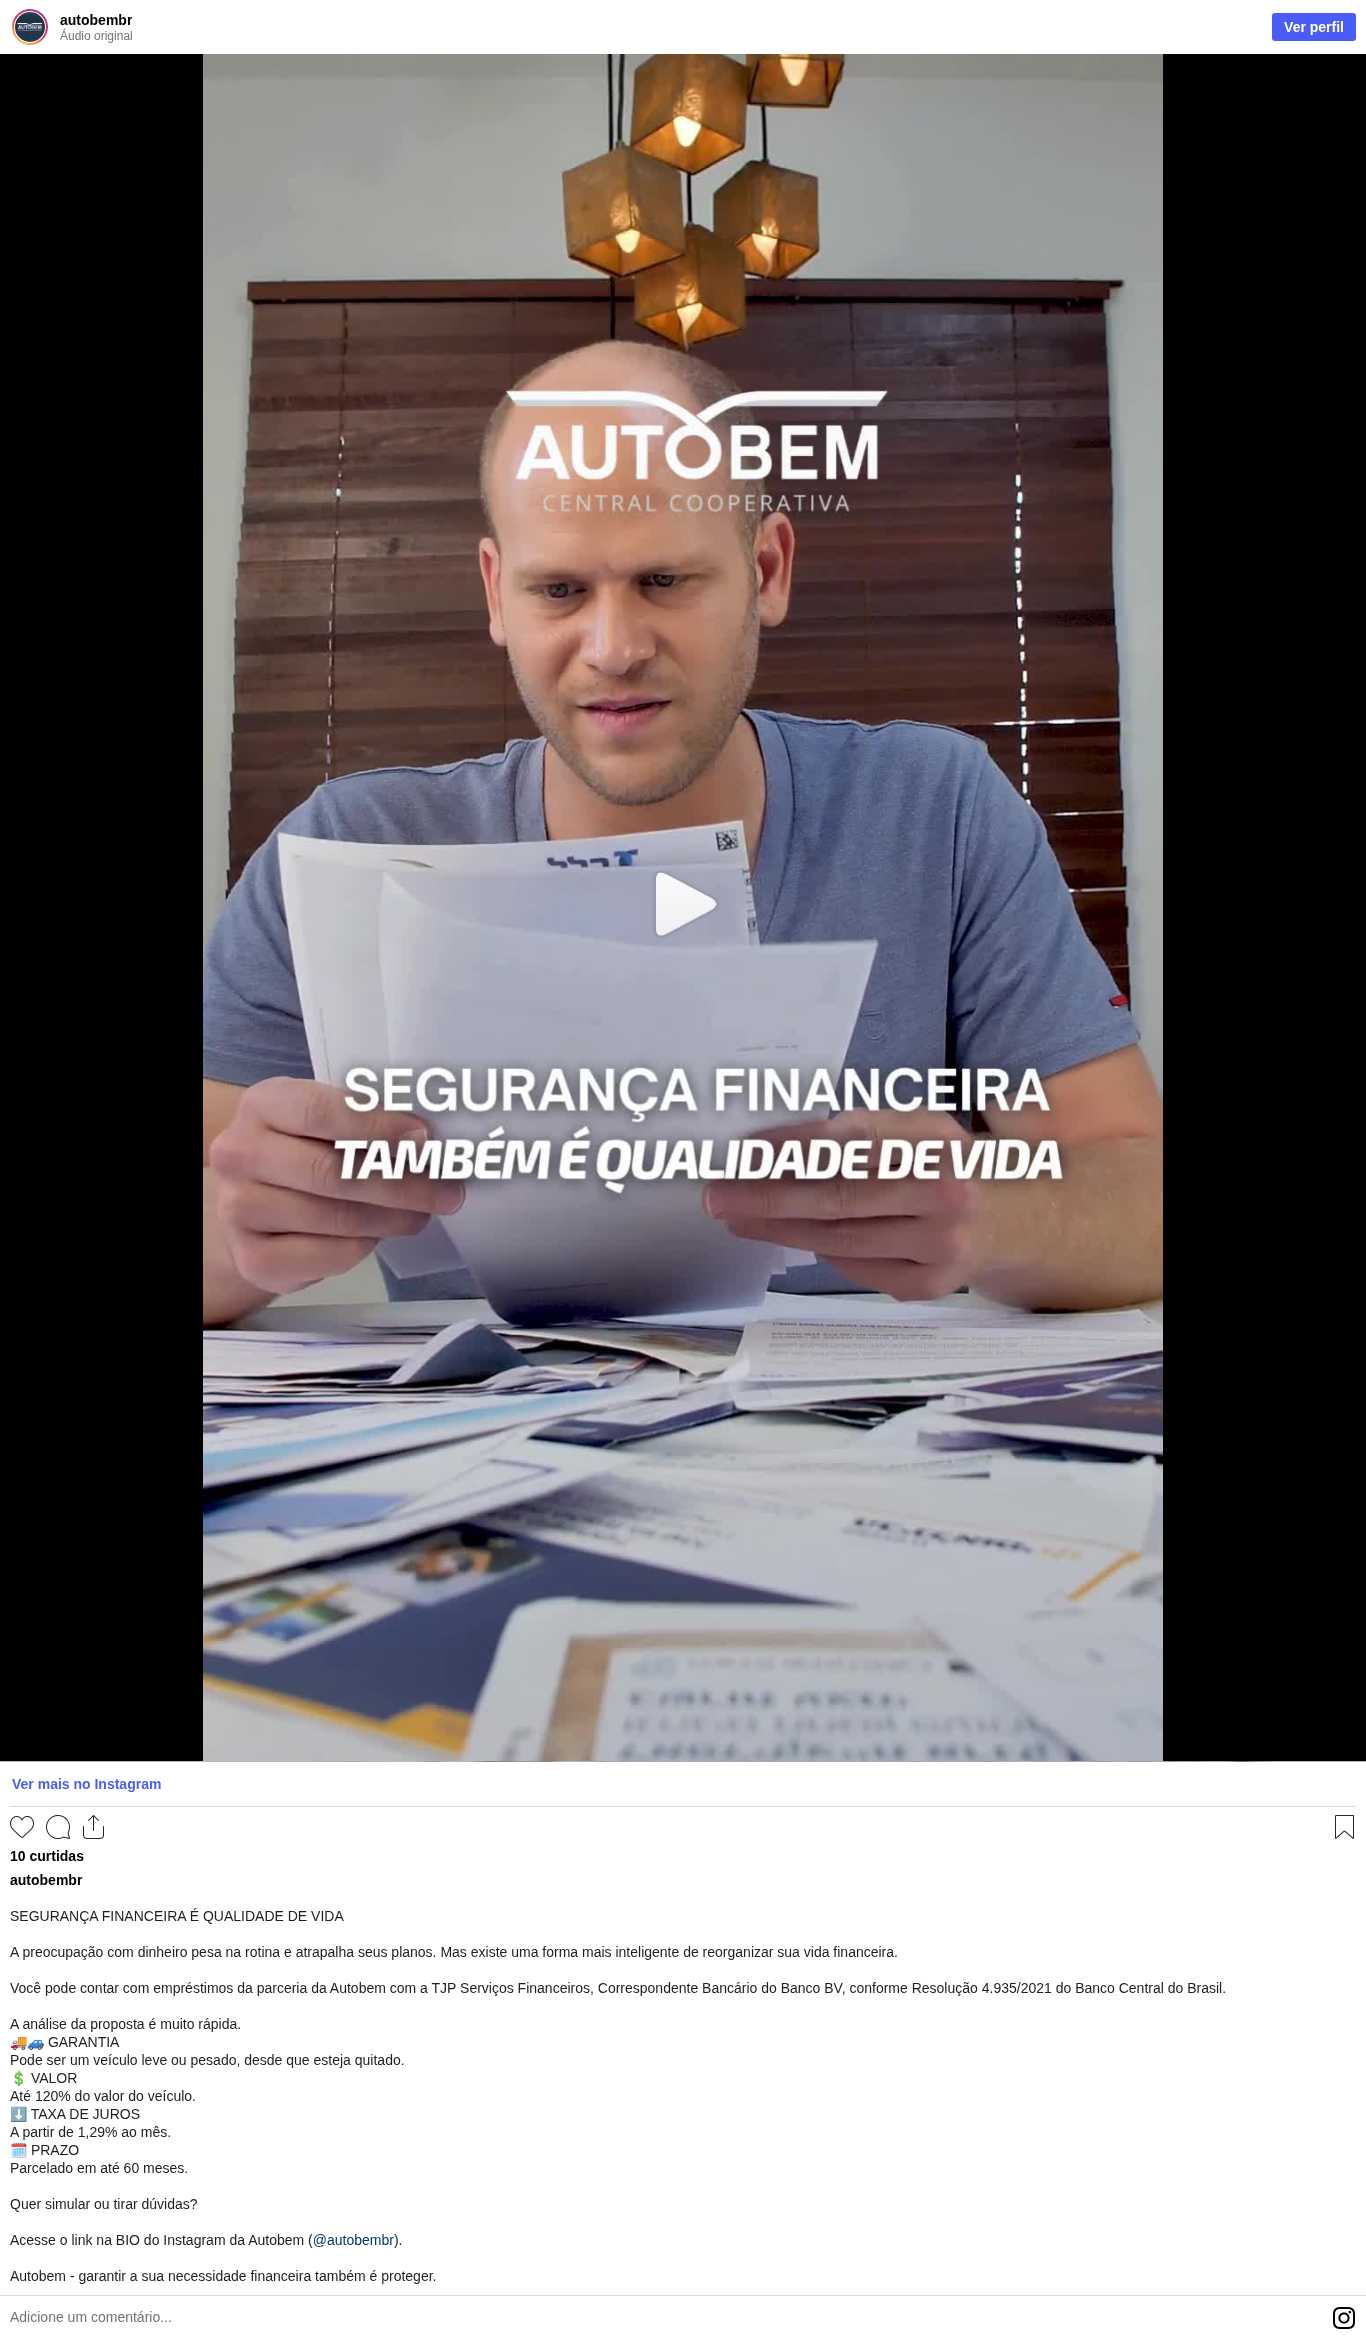 autobembr
Áudio original
Ver perfil
AUTOBEM
CENTRAL COOPERATIVA
SEGURANÇA FINANCEIRA
TAMBÉM É QUALIDADE DE VIDA
Ver mais no Instagram
10 curtidas
autobembr
SEGURANÇA FINANCEIRA É QUALIDADE DE VIDA
A preocupação com dinheiro pesa na rotina e atrapalha seus planos. Mas existe uma forma mais inteligente de reorganizar sua vida financeira.
Você pode contar com empréstimos da parceria da Autobem com a TJP Serviços Financeiros, Correspondente Bancário do Banco BV, conforme Resolução 4.935/2021 do Banco Central do Brasil.
A análise da proposta é muito rápida.
🚚🚙 GARANTIA
Pode ser um veículo leve ou pesado, desde que esteja quitado.
💲 VALOR
Até 120% do valor do veículo.
⬇️ TAXA DE JUROS
A partir de 1,29% ao mês.
🗓️ PRAZO
Parcelado em até 60 meses.
Quer simular ou tirar dúvidas?
Acesse o link na BIO do Instagram da Autobem (@autobembr).
Autobem - garantir a sua necessidade financeira também é proteger.
Adicione um comentário...